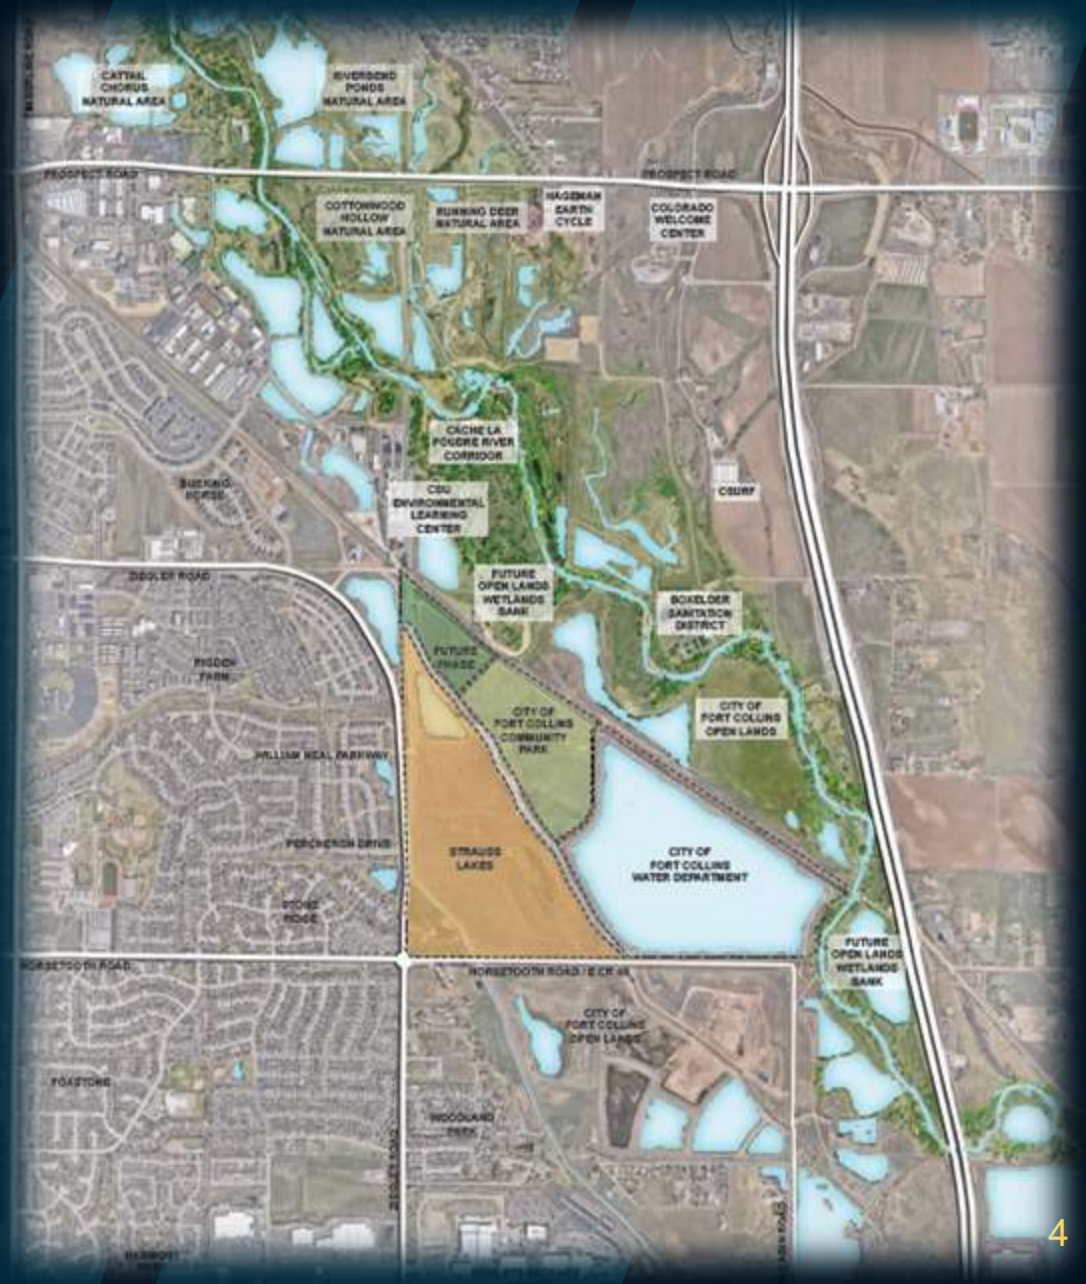 CATTAIL
CHORUS
NATURAL AREA
RIVERBEND
PONDS
NATURAL AREA
PROSPECT ROAD
PROSPECT ROAD
COTTONWOOD
HOLLOW
NATURAL AREA
RUNNING DEER
NATURAL AREA
HAGEMAN
EARTH
CYCLE
COLORADO
WELCOME
CENTER
CACHE LA
POUDRE RIVER
CORRIDOR
BUCKING
HORSE
CSU
ENVIRONMENTAL
LEARNING
CENTER
CSURF
ZIEGLER ROAD
FUTURE
OPEN LANDS
WETLANDS
BANK
BOXELDER
SANITATION
DISTRICT
RIGDEN
FARM
FUTURE
PHASE
CITY OF
FORT COLLINS
COMMUNITY
PARK
CITY OF
FORT COLLINS
OPEN LANDS
WILLIAM NEAL PARKWAY
PERCHERON DRIVE
STRAUSS
LAKES
CITY OF
FORT COLLINS
WATER DEPARTMENT
STONE
RIDGE
FUTURE
OPEN LANDS
WETLANDS
BANK
HORSETOOTH ROAD
HORSETOOTH ROAD / E CR 40
CITY OF
FORT COLLINS
OPEN LANDS
FOXSTONE
WOODLAND
PARK
ZIEGLER ROAD
4